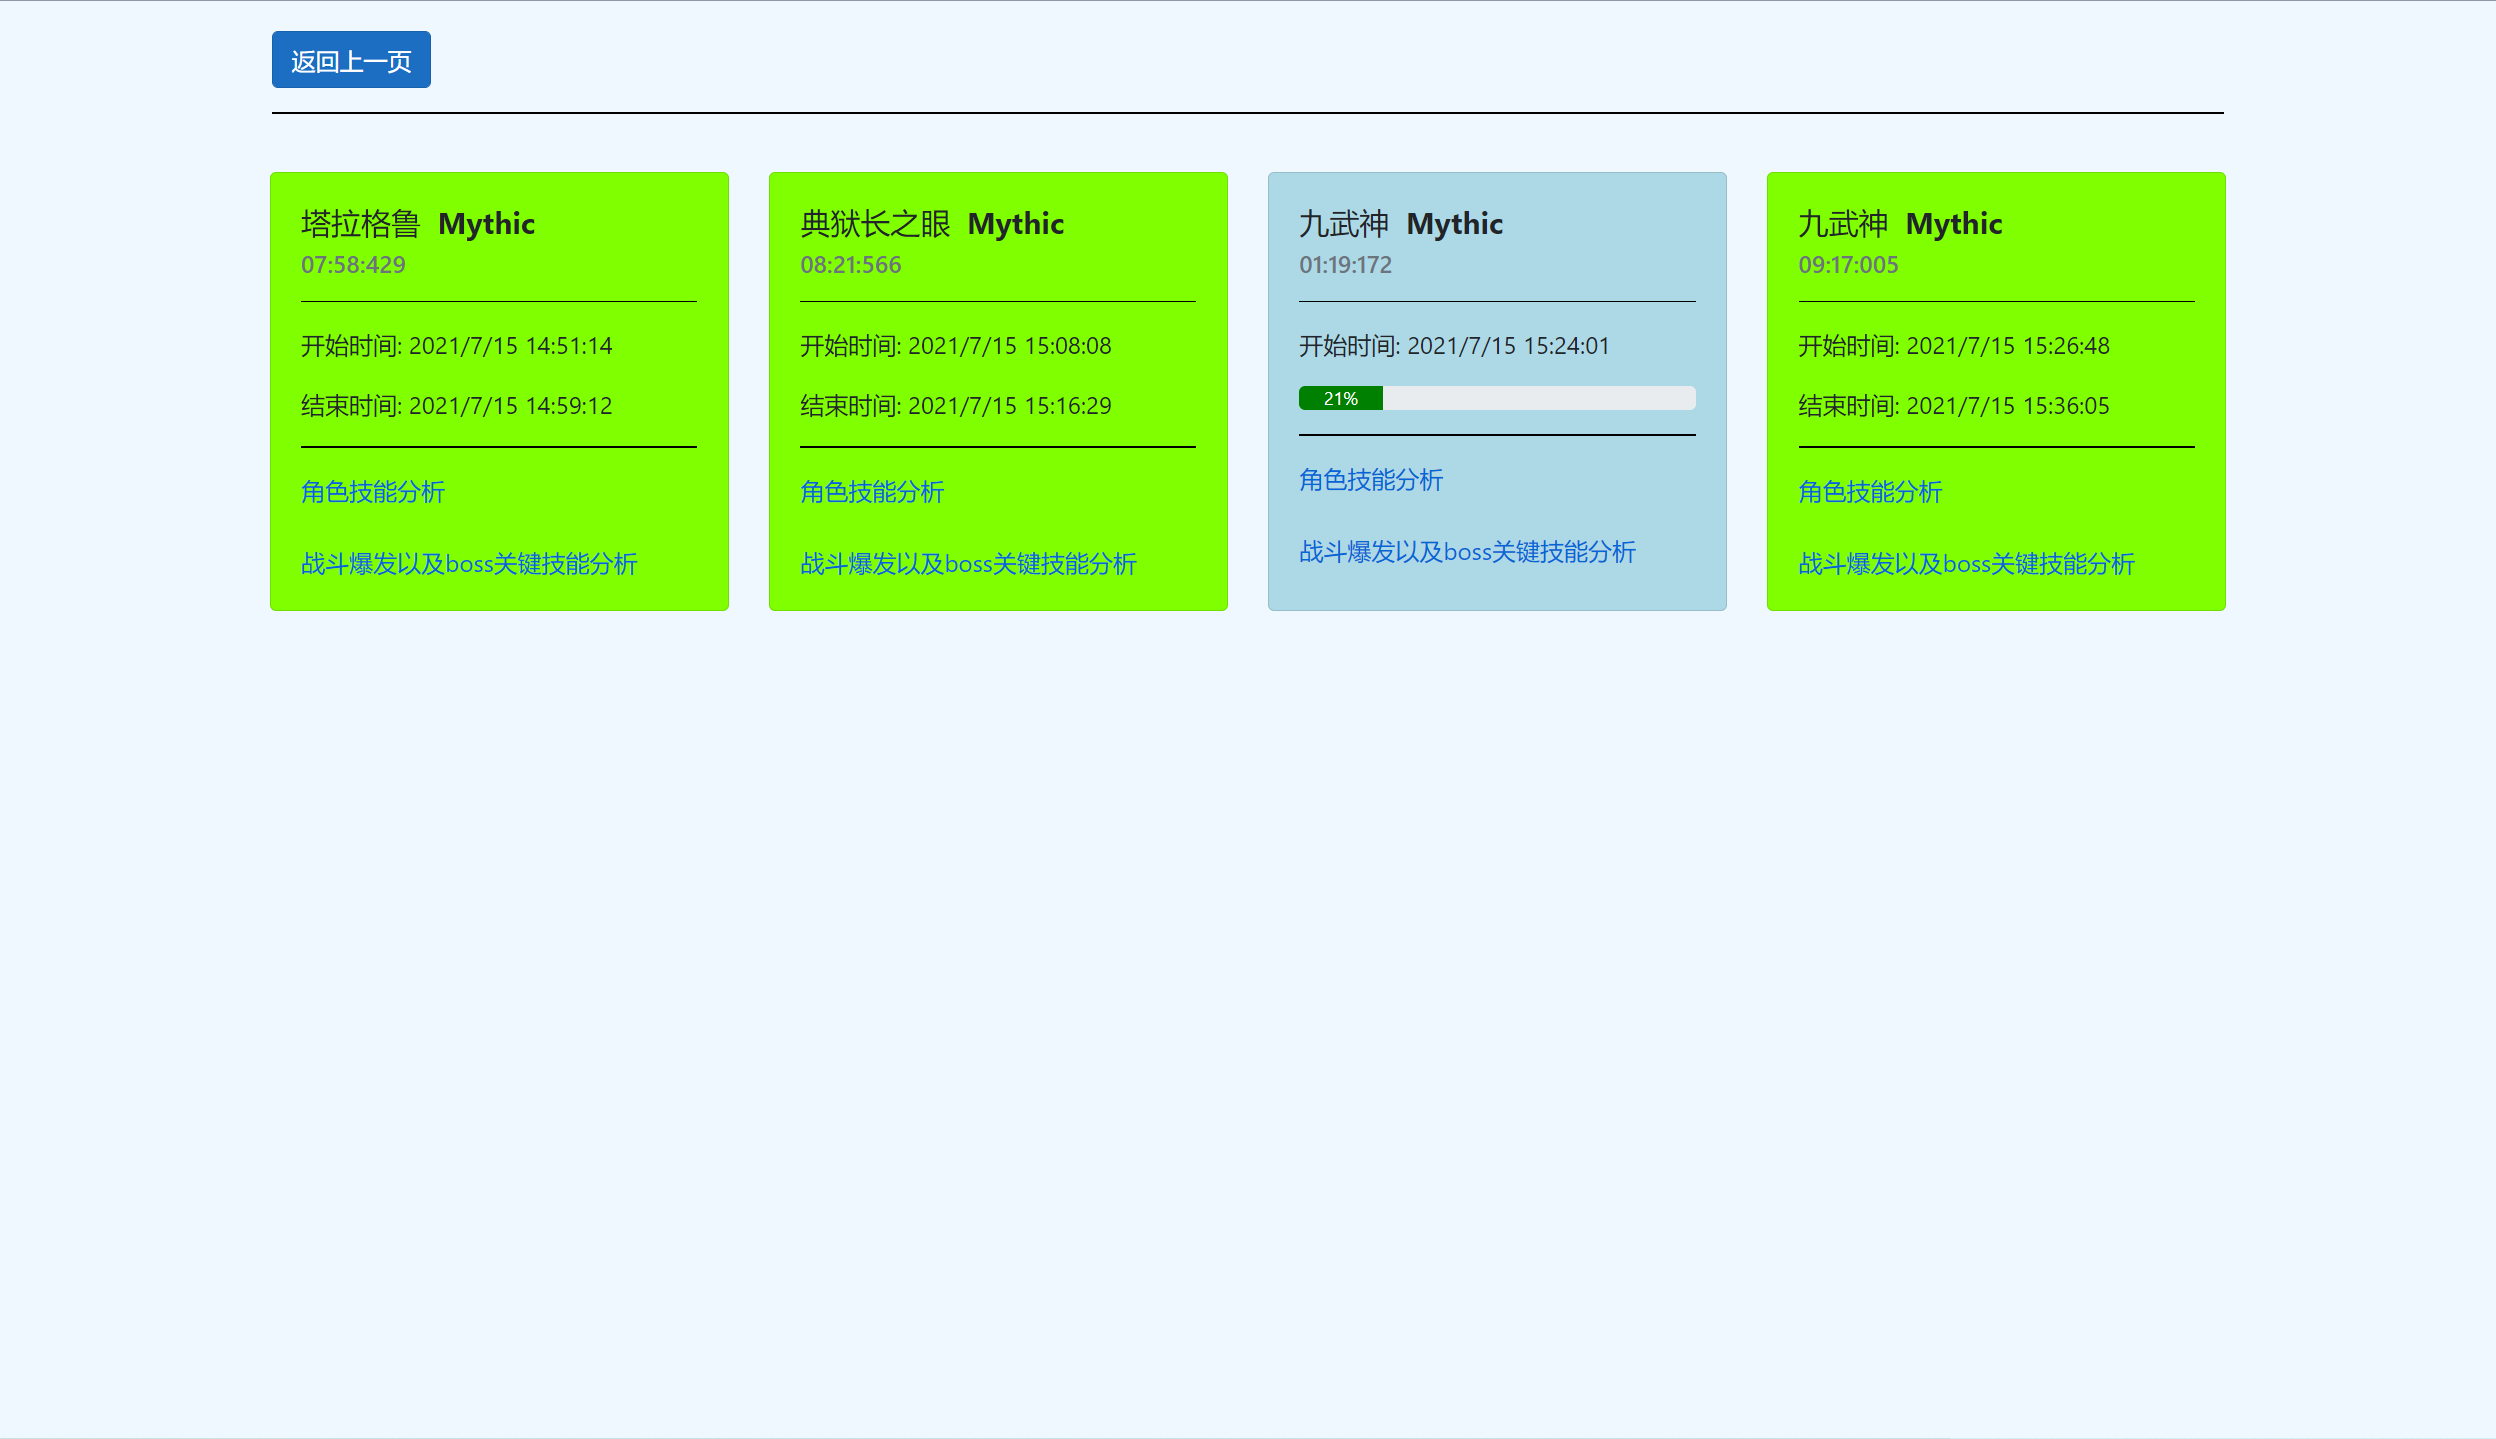 返回上一页
塔拉格鲁 Mythic
07:58:429
开始时间: 2021/7/15 14:51:14
结束时间: 2021/7/15 14:59:12
角色技能分析
战斗爆发以及boss关键技能分析
典狱长之眼 Mythic
08:21:566
开始时间: 2021/7/15 15:08:08
结束时间: 2021/7/15 15:16:29
角色技能分析
战斗爆发以及boss关键技能分析
九武神 Mythic
01:19:172
开始时间: 2021/7/15 15:24:01
21%
角色技能分析
战斗爆发以及boss关键技能分析
九武神 Mythic
09:17:005
开始时间: 2021/7/15 15:26:48
结束时间: 2021/7/15 15:36:05
角色技能分析
战斗爆发以及boss关键技能分析